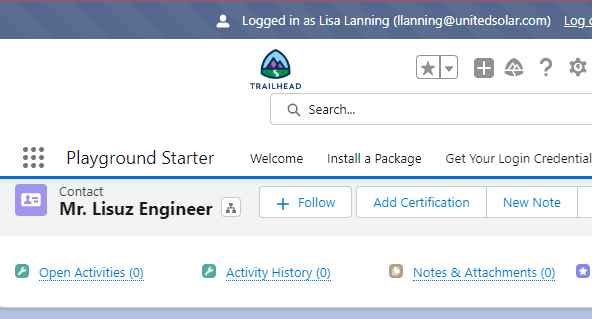 Logged in as Lisa Lanning (llanning@unitedsolar.com) Log
TRAILHEAD
Search...
Playground Starter Welcome Install a Package Get Your Login Credential
Contact
Mr. Lisuz Engineer Follow Add Certification New Note
Open Activities (0) Activity History (0) Notes & Attachments (0)